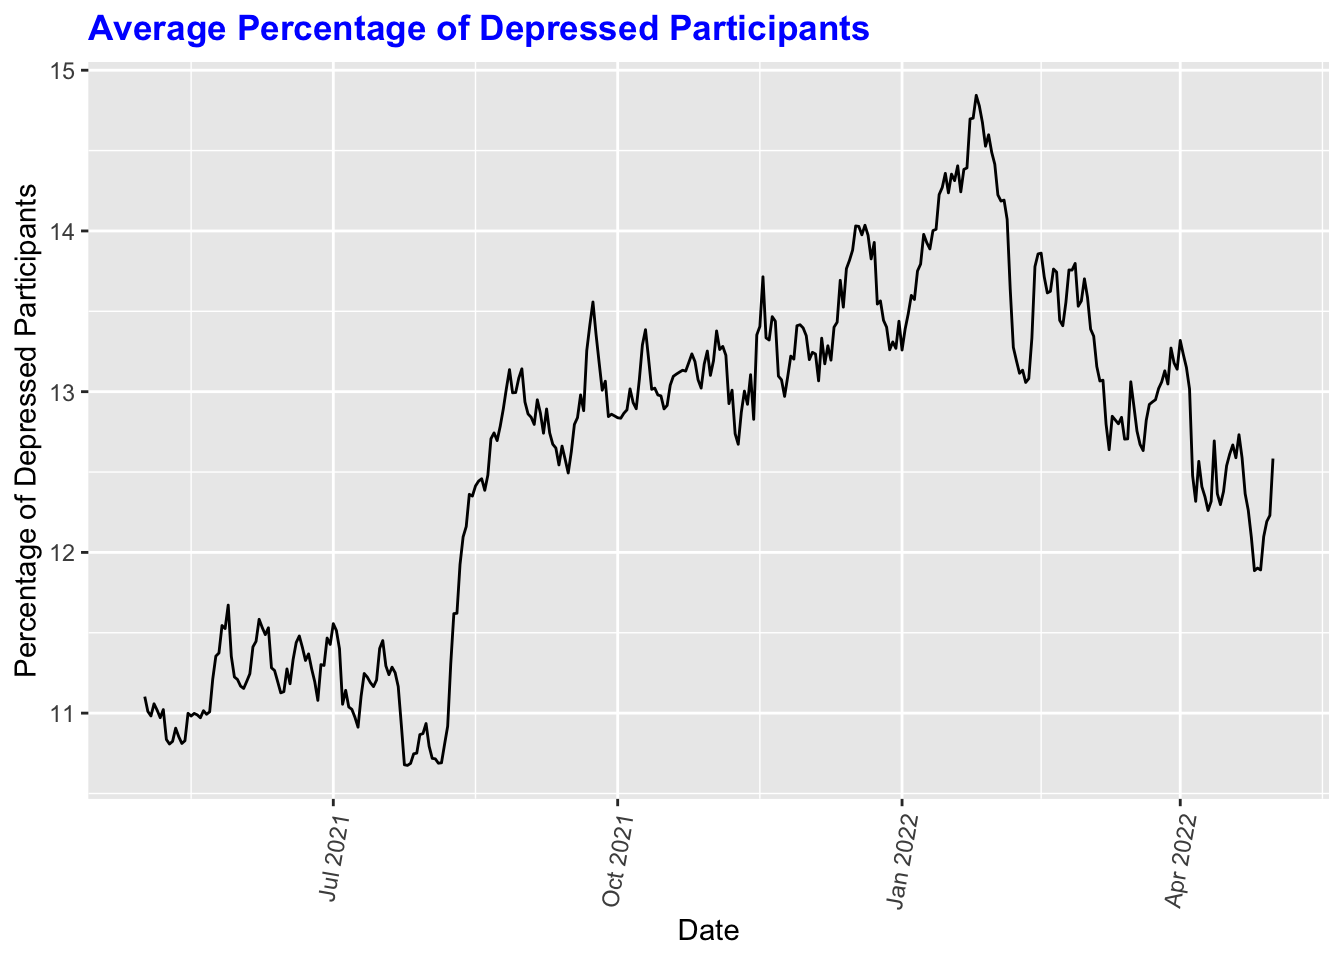 Average Percentage of Depressed Participants
Percentage of Depressed Participants
15
14
13
12
11
Jul 2021
Oct 2021
Jan 2022
Apr 2022
Date